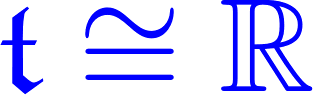 𝔱 ≅ ℝ